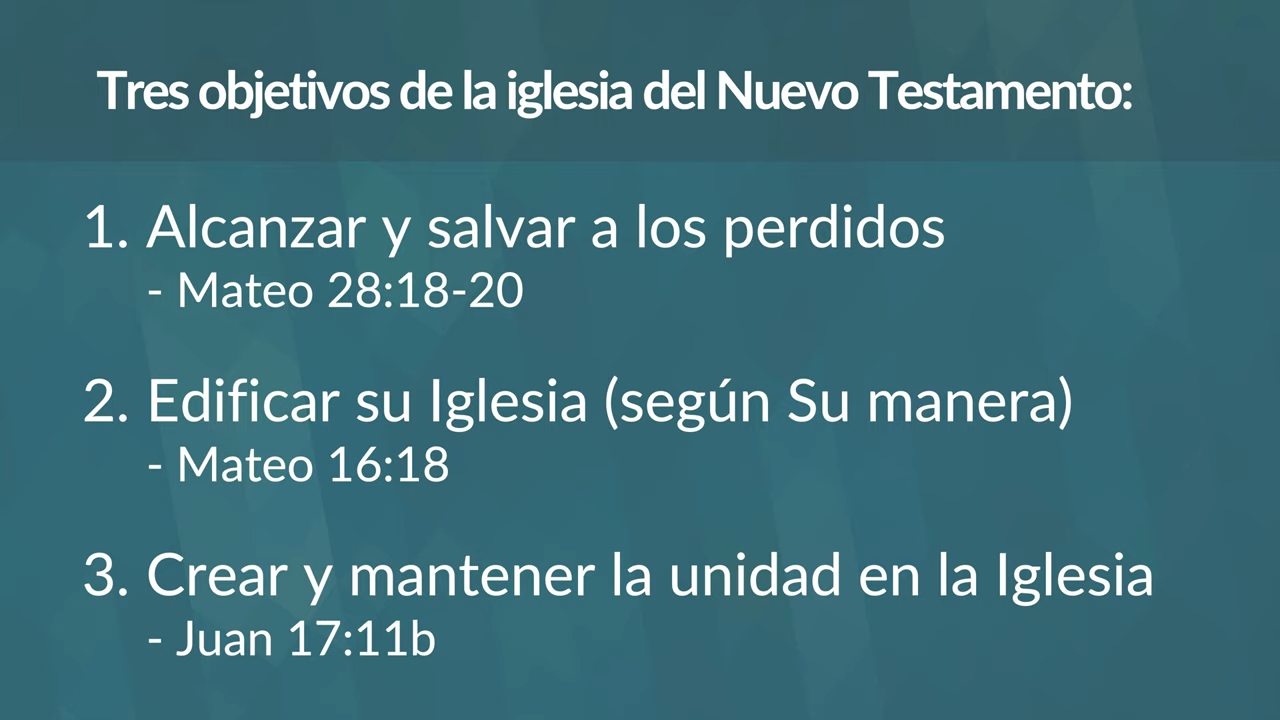 Tres objetivos de la iglesia del Nuevo Testamento:
1. Alcanzar y salvar a los perdidos
- Mateo 28:18-20
2. Edificar su Iglesia (según Su manera)
- Mateo 16:18
3. Crear y mantener la unidad en la Iglesia
- Juan 17:11b